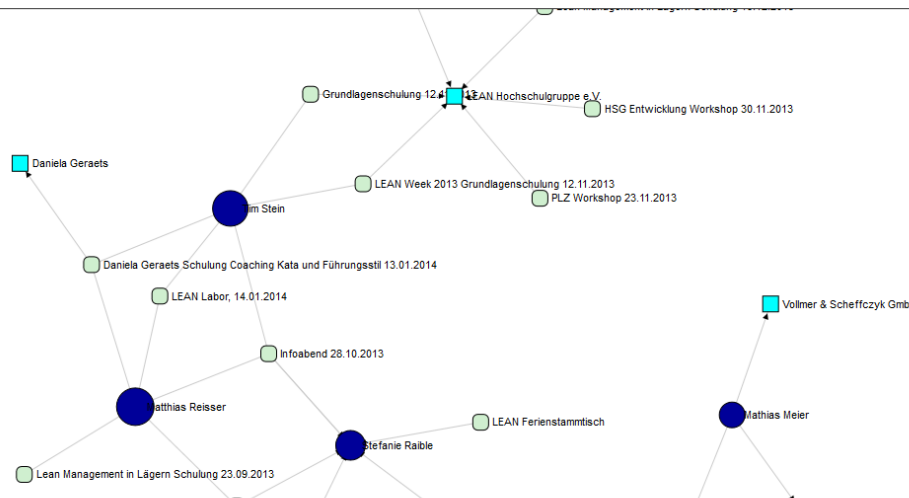 Grundlagenschulung 12.11.2013
LEAN Hochschulgruppe e.V.
HSG Entwicklung Workshop 30.11.2013
Daniela Geraets
LEAN Week 2013 Grundlagenschulung 12.11.2013
PLZ Workshop 23.11.2013
Stein
Daniela Geraets Schulung Coaching Kata und Führungsstil 13.01.2014
LEAN Labor, 14.01.2014
Vollmer & Scheffczyk Gmb
Infoabend 28.10.2013
Matthias Reisser
Mathias Meier
LEAN Ferienstammtisch
Stefanie Raible
Lean Management in Lägern Schulung 23.09.2013